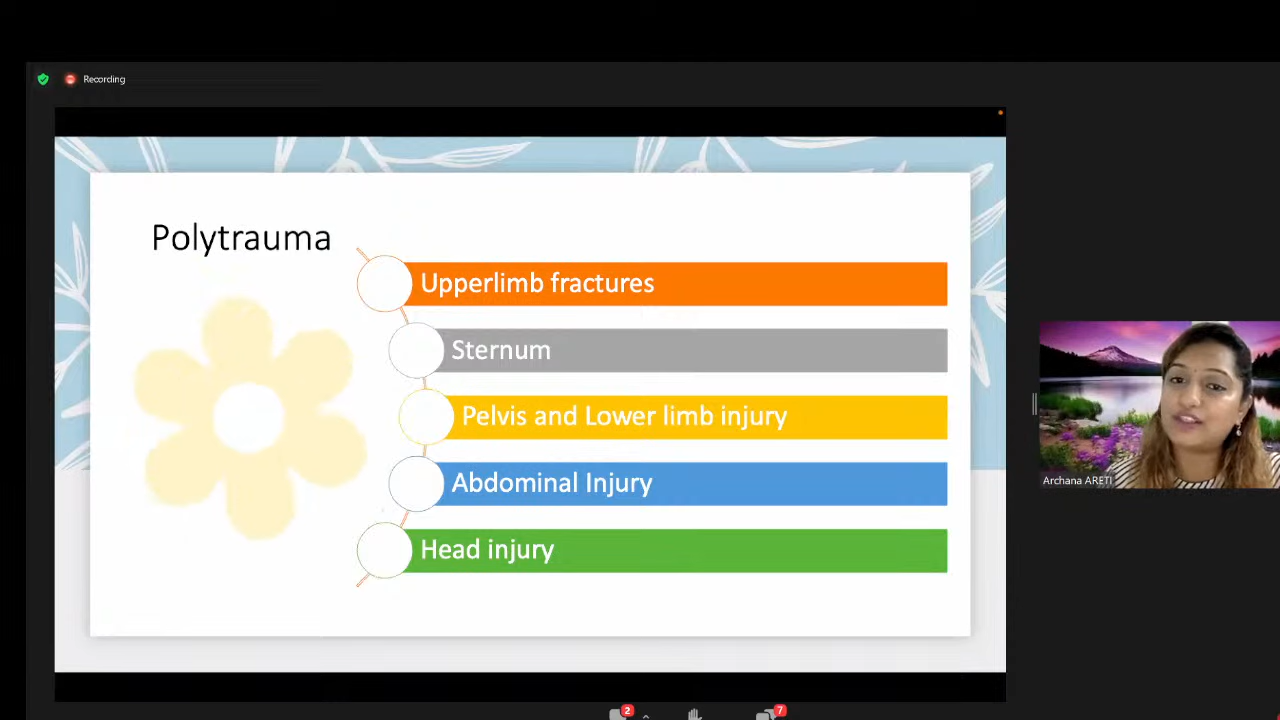 Recording
Polytrauma
Upperlimb fractures
Sternum
Pelvis and Lower limb injury
Abdominal Injury
Head injury
Archana ARETI
2
7